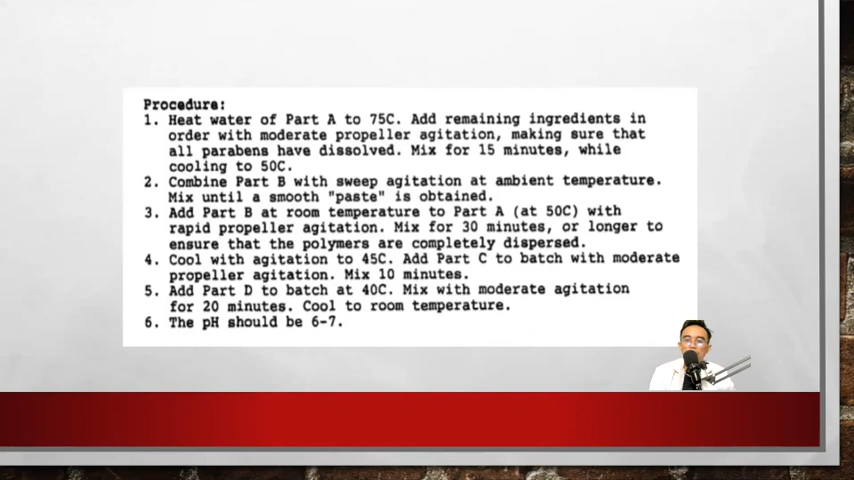 Procedure:
1. Heat water of Part A to 75C. Add remaining ingredients in
order with moderate propeller agitation, making sure that
all parabens have dissolved. Mix for 15 minutes, while
cooling to 50C.
2. Combine Part B with sweep agitation at ambient temperature.
Mix until a smooth "paste" is obtained.
3. Add Part B at room temperature to Part A (at 50C) with
rapid propeller agitation. Mix for 30 minutes, or longer to
ensure that the polymers are completely dispersed.
4. Cool with agitation to 45C. Add Part C to batch with moderate
propeller agitation. Mix 10 minutes.
5. Add Part D to batch at 40C. Mix with moderate agitation
for 20 minutes. Cool to room temperature.
6. The pH should be 6-7.